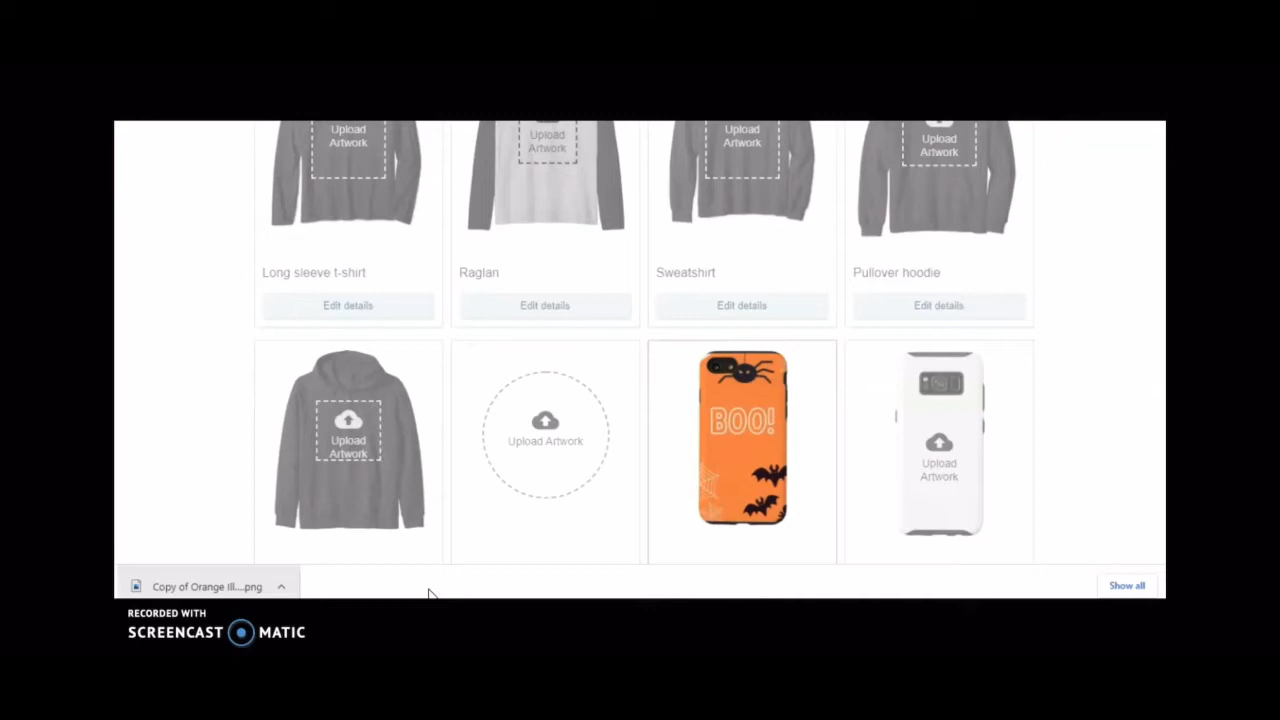 Upload
Artwork
Upload
Artwork
Upload
Artwork
Upload
Artwork
Long sleeve t-shirt
Raglan
Sweatshirt
Pullover hoodie
Edit details
Edit details
Edit details
Edit details
Upload
Artwork
Upload Artwork
BOO!
Upload
Artwork
Copy of Orange Ill....png
Show all
RECORDED WITH
SCREENCAST MATIC